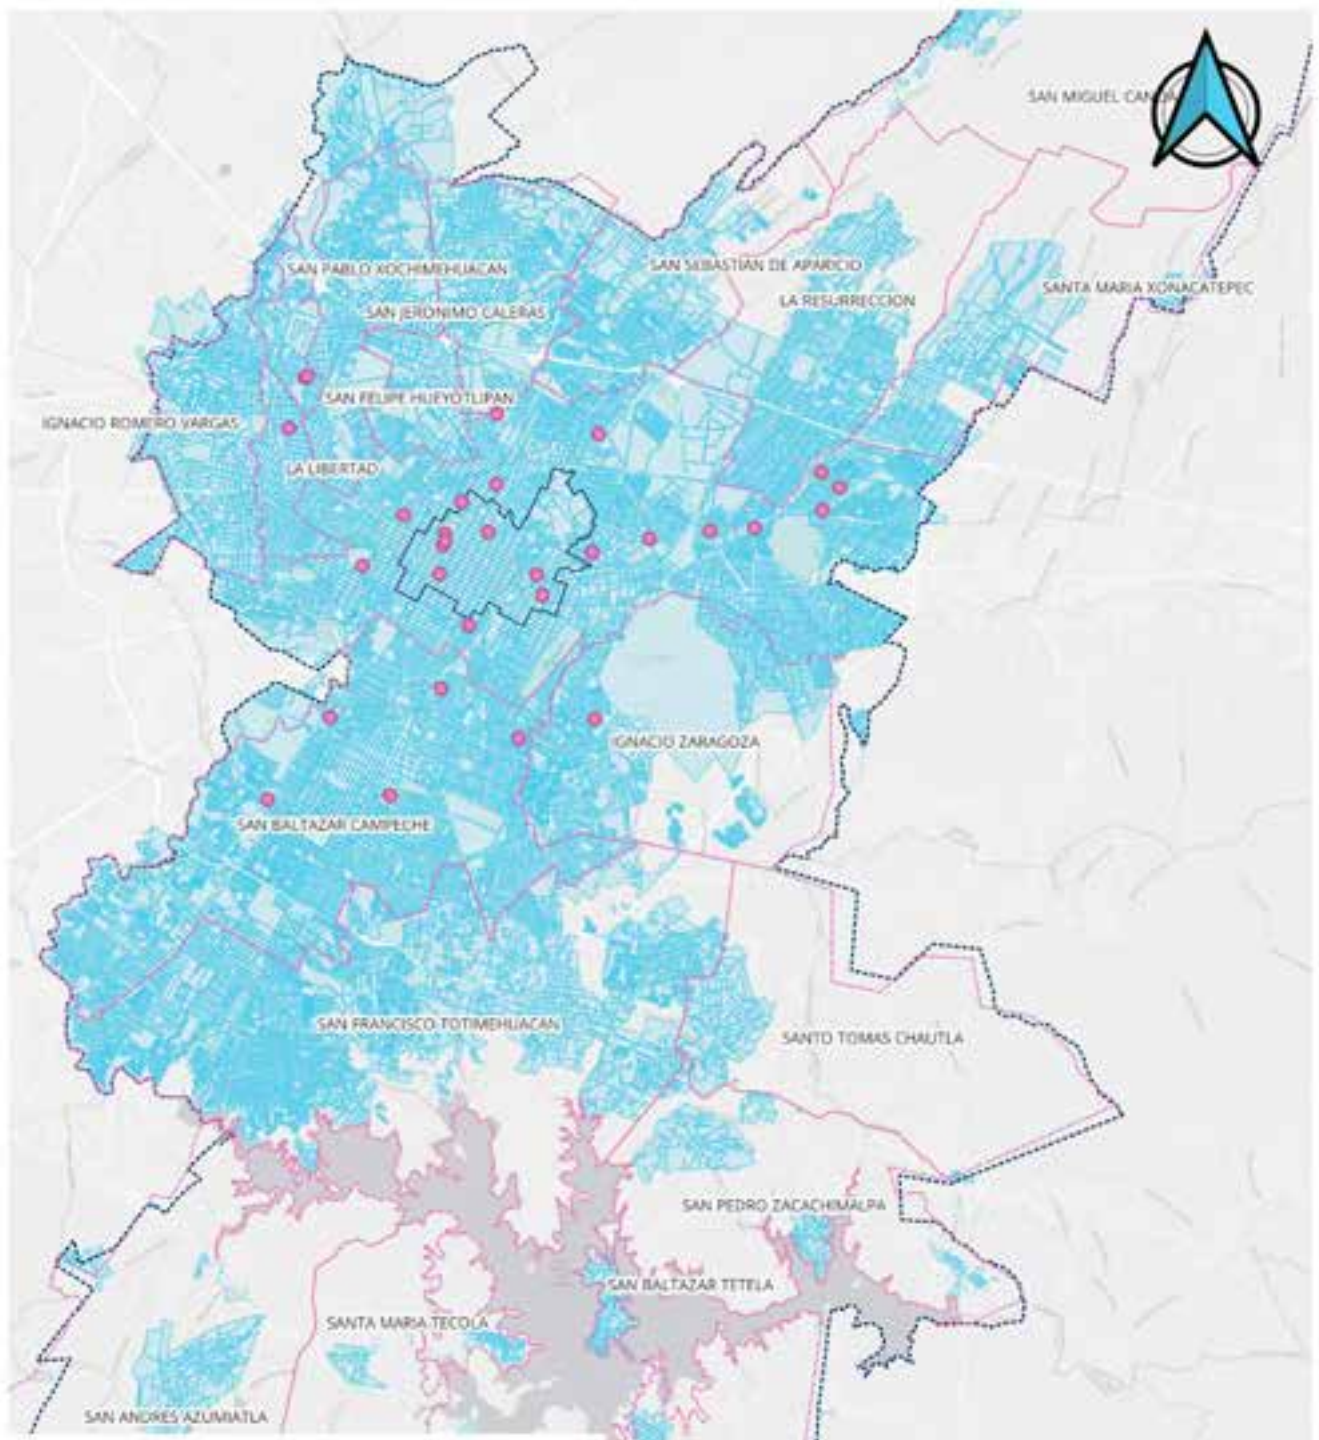 SAN PABLO XOCHIMEHUACAN
SAN SEBASTIAN DE APARICIO
SANTA MARIA XONACATEPEC
LA RESURRECCION
SAN JERONIMO CALERAS
SAN FELIPE HUEYOTLIPAN
IGNACIO ROMERO VARGAS
LA LIBERTAD
IGNACIO ZARAGOZA
SAN BALTAZAR CAMPECHE
SAN FRANCISCO TOTIMEHUACAN
SANTO TOMAS CHAUTLA
SAN PEDRO ZACACHIMALPA
SAN BALTAZAR TETELA
SANTA MARIA TECOLA
SAN ANDRES AZUMIATLA
SAN MIGUEL